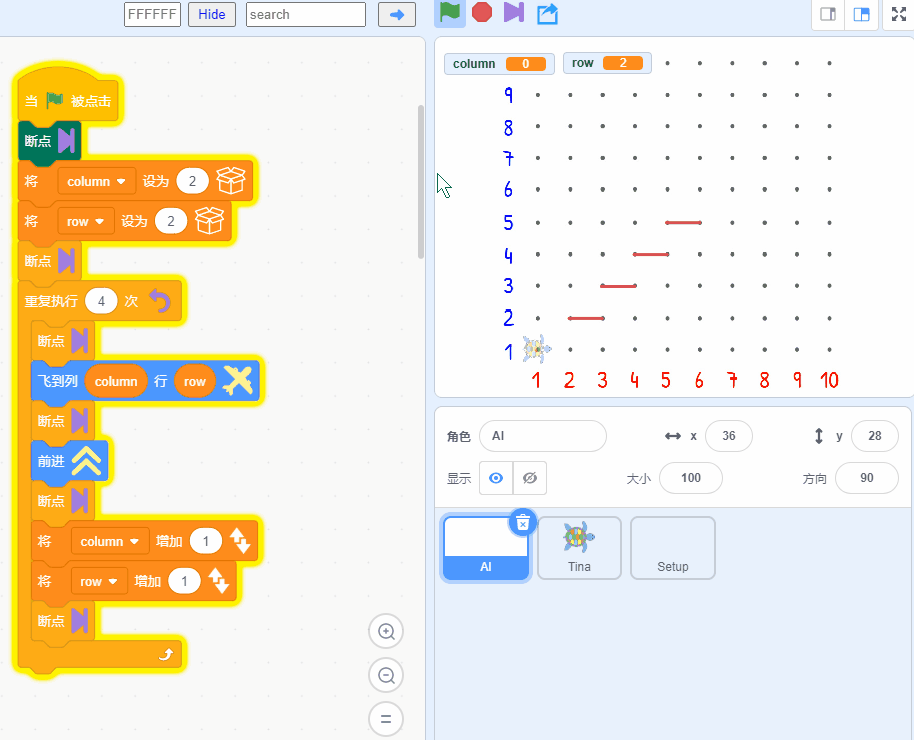 FFFFFF Hide search
当 被点击
断点
将 column 设为 2
将 row 设为 2
断点
重复执行 4 次
断点
飞到列 column 行 row
断点
前进
断点
将 column 增加 1
将 row 增加 1
断点
column 0 row 2
9
8
7
6
5
4
3
2
1
1 2 3 4 5 6 7 8 9 10
角色 AI x 36 y 28
显示 大小 100 方向 90
AI Tina Setup